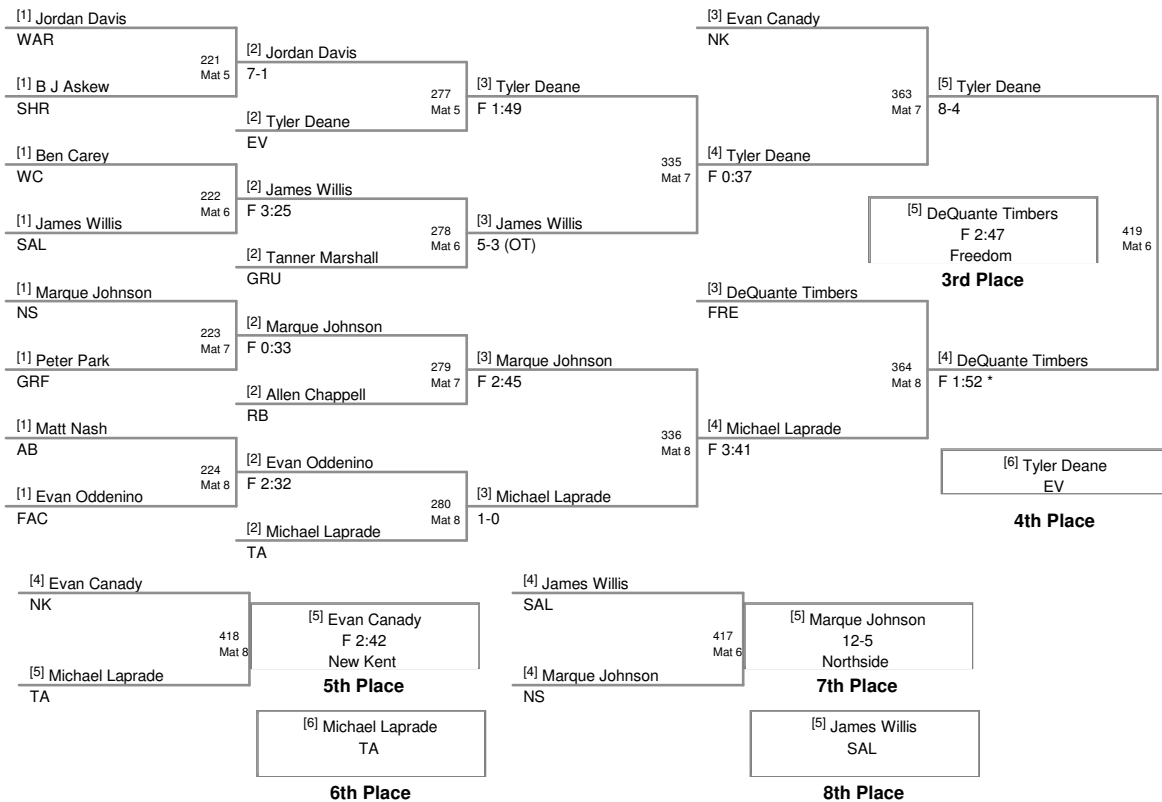 [1] Jordan Davis
WAR
221
Mat 5
[1] B J Askew
SHR
[2] Jordan Davis
7-1
277
Mat 5
[2] Tyler Deane
EV
[3] Tyler Deane
F 1:49
[1] Ben Carey
WC
222
Mat 6
[1] James Willis
SAL
[2] James Willis
F 3:25
278
Mat 6
[2] Tanner Marshall
GRU
[3] James Willis
5-3 (OT)
335
Mat 7
[4] Tyler Deane
F 0:37
[3] Evan Canady
NK
363
Mat 7
[5] Tyler Deane
8-4
[1] Marque Johnson
NS
223
Mat 7
[1] Peter Park
GRF
[2] Marque Johnson
F 0:33
279
Mat 7
[2] Allen Chappell
RB
[3] Marque Johnson
F 2:45
[1] Matt Nash
AB
224
Mat 8
[1] Evan Oddenino
FAC
[2] Evan Oddenino
F 2:32
280
Mat 8
[2] Michael Laprade
TA
[3] Michael Laprade
1-0
336
Mat 8
[4] Michael Laprade
F 3:41
[3] DeQuante Timbers
FRE
364
Mat 8
[4] DeQuante Timbers
F 1:52 *
419
Mat 6
[5] DeQuante Timbers
F 2:47
Freedom
3rd Place
[6] Tyler Deane
EV
4th Place
[4] Evan Canady
NK
418
Mat 8
[5] Michael Laprade
TA
[5] Evan Canady
F 2:42
New Kent
5th Place
[6] Michael Laprade
TA
6th Place
[4] James Willis
SAL
417
Mat 6
[4] Marque Johnson
NS
[5] Marque Johnson
12-5
Northside
7th Place
[5] James Willis
SAL
8th Place